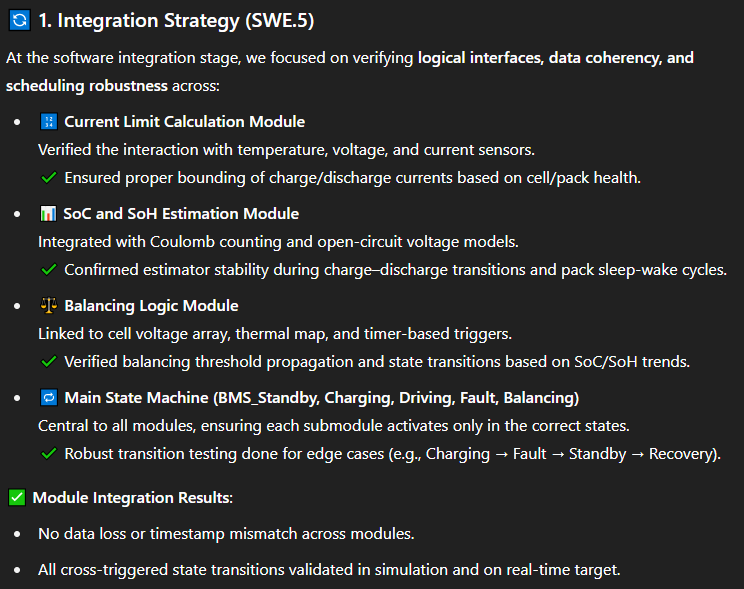 🔄 1. Integration Strategy (SWE.5)
At the software integration stage, we focused on verifying logical interfaces, data coherency, and
scheduling robustness across:
• 🔢 Current Limit Calculation Module
Verified the interaction with temperature, voltage, and current sensors.
✔ Ensured proper bounding of charge/discharge currents based on cell/pack health.
• 📊 SoC and SoH Estimation Module
Integrated with Coulomb counting and open-circuit voltage models.
✔ Confirmed estimator stability during charge–discharge transitions and pack sleep-wake cycles.
• ⚖ Balancing Logic Module
Linked to cell voltage array, thermal map, and timer-based triggers.
✔ Verified balancing threshold propagation and state transitions based on SoC/SoH trends.
• 🔁 Main State Machine (BMS_Standby, Charging, Driving, Fault, Balancing)
Central to all modules, ensuring each submodule activates only in the correct states.
✔ Robust transition testing done for edge cases (e.g., Charging → Fault → Standby → Recovery).
✅ Module Integration Results:
• No data loss or timestamp mismatch across modules.
• All cross-triggered state transitions validated in simulation and on real-time target.